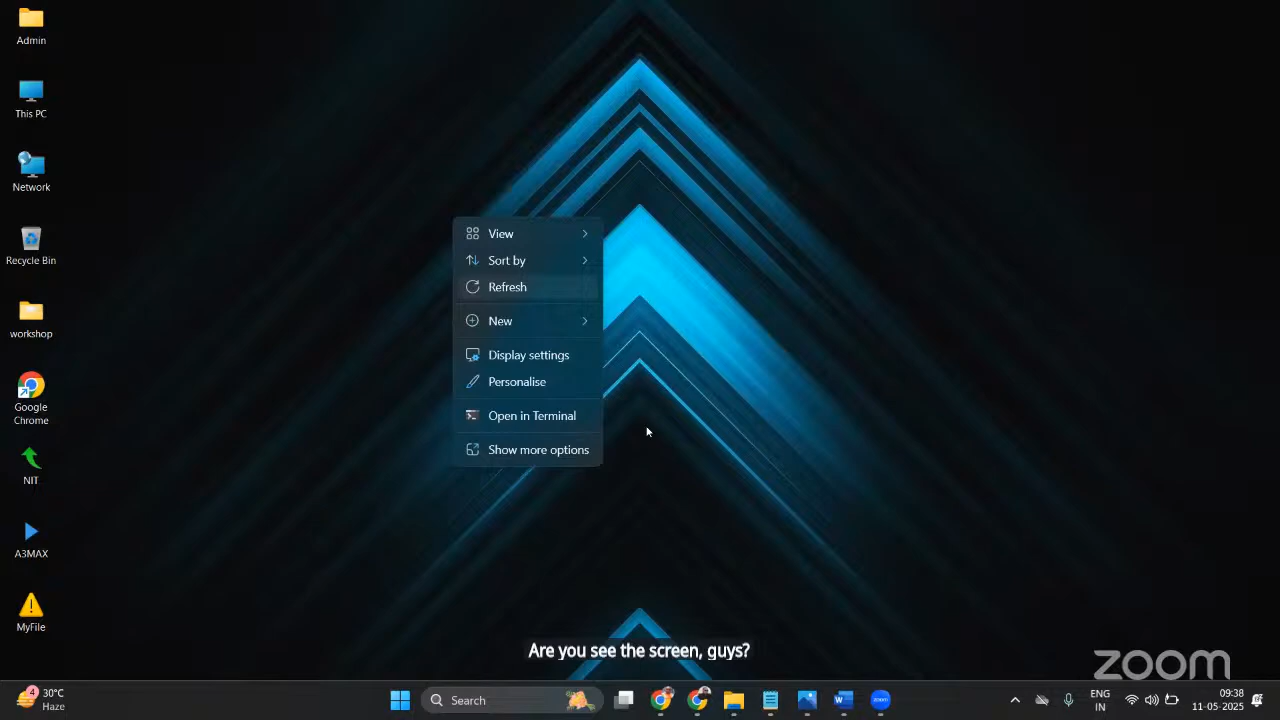 Admin
This PC
Network
Recycle Bin
workshop
Google
Chrome
NIT
A3MAX
MyFile
View
Sort by
Refresh
New
Display settings
Personalise
Open in Terminal
Show more options
Are you see the screen, guys?
zoom
4
30°C
Haze
Search
zoom
ENG
IN
09:38
11-05-2025